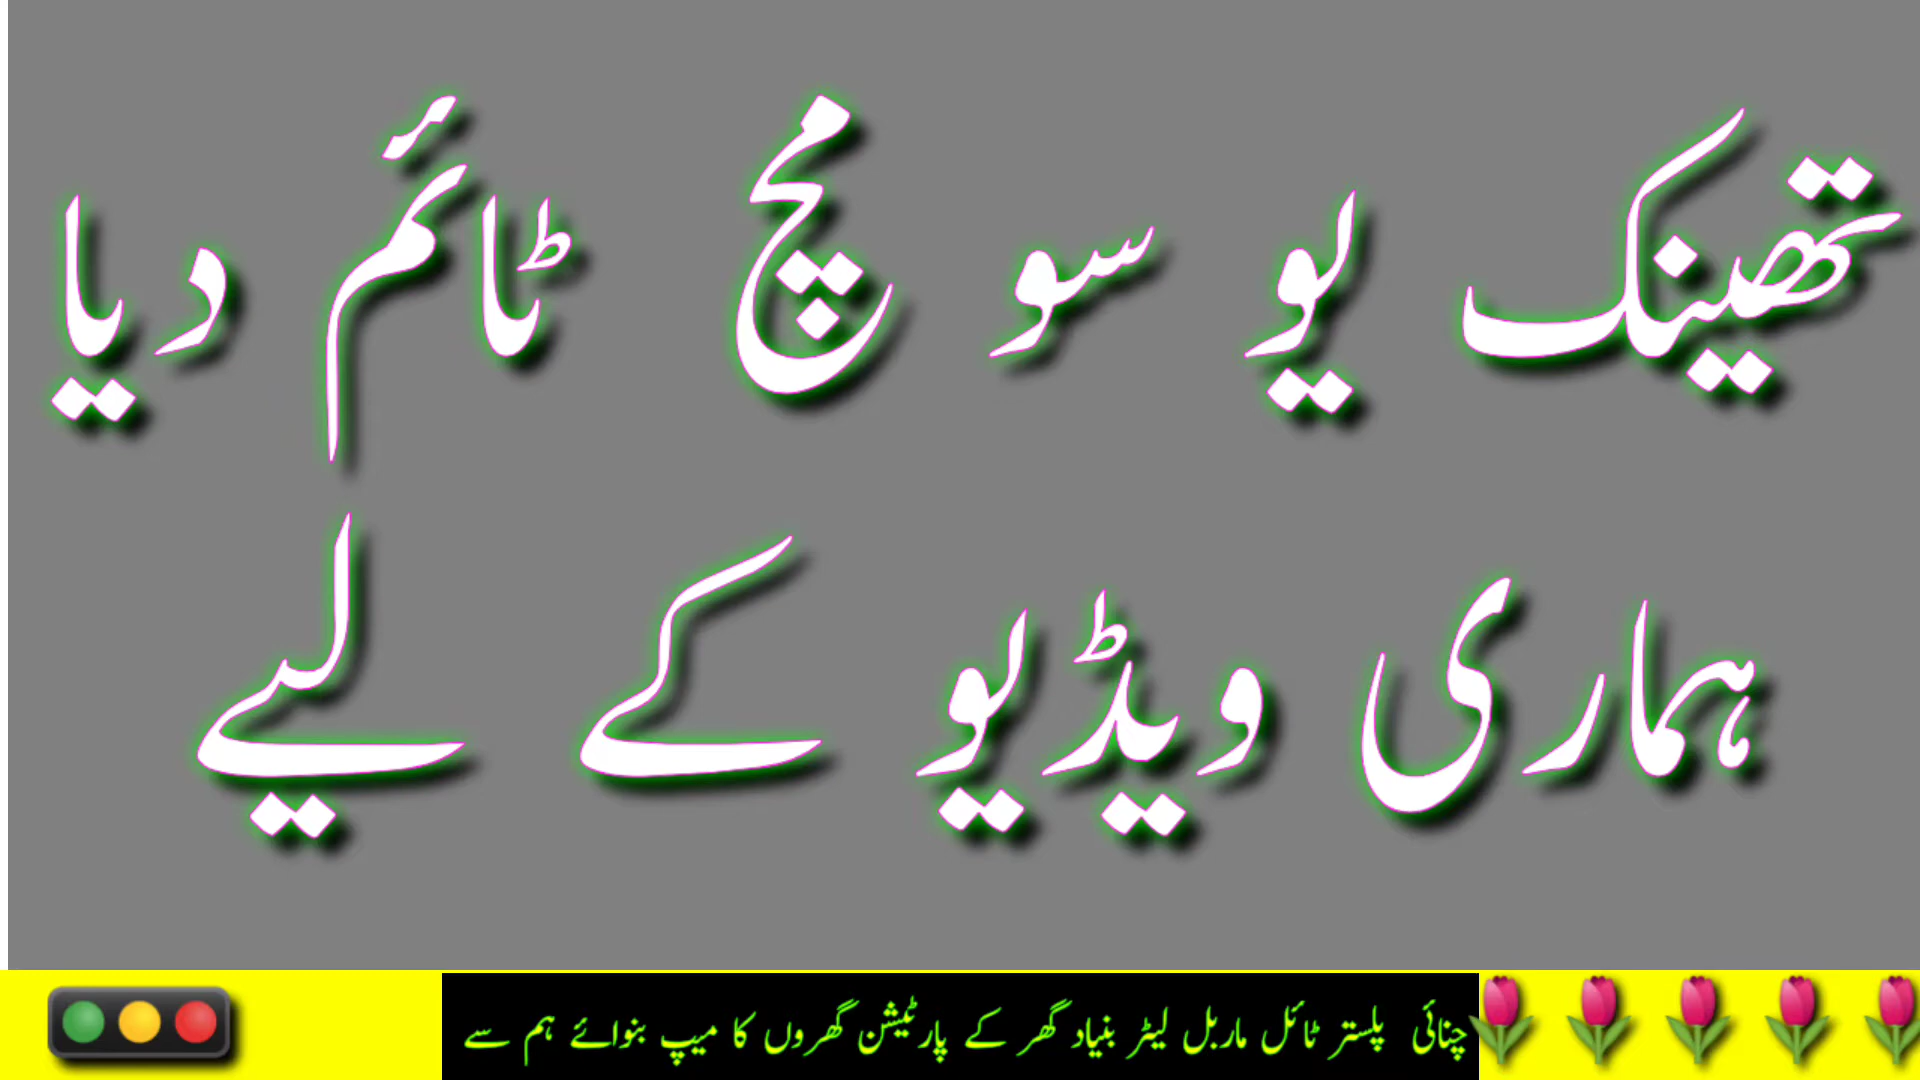 تھینک یو سو مچ ٹائم دیا
ہماری ویڈیو کے لیے
چنائی پلستر ٹائل ماربل لیٹر بنیاد گھر کے پارٹیشن گھروں کا میپ بنوائے ہم سے